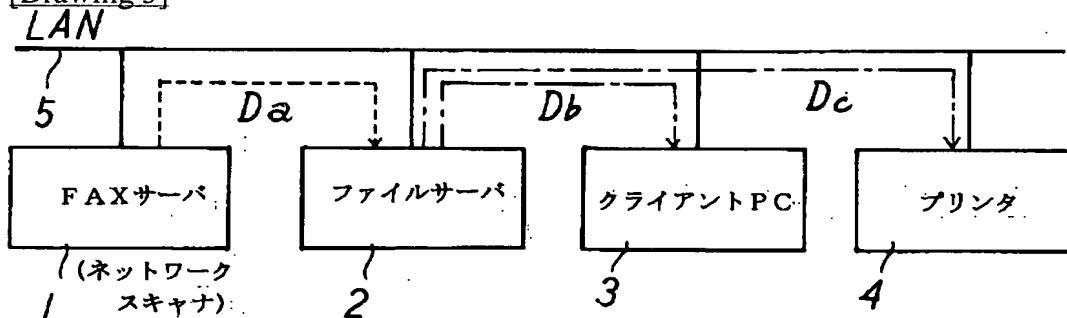 [Drawing 3]
LAN
5
Da
Db
Dc
FAXサーバ
ファイルサーバ
クライアントPC
プリンタ
1
(ネットワーク
スキャナ)
2
3
4